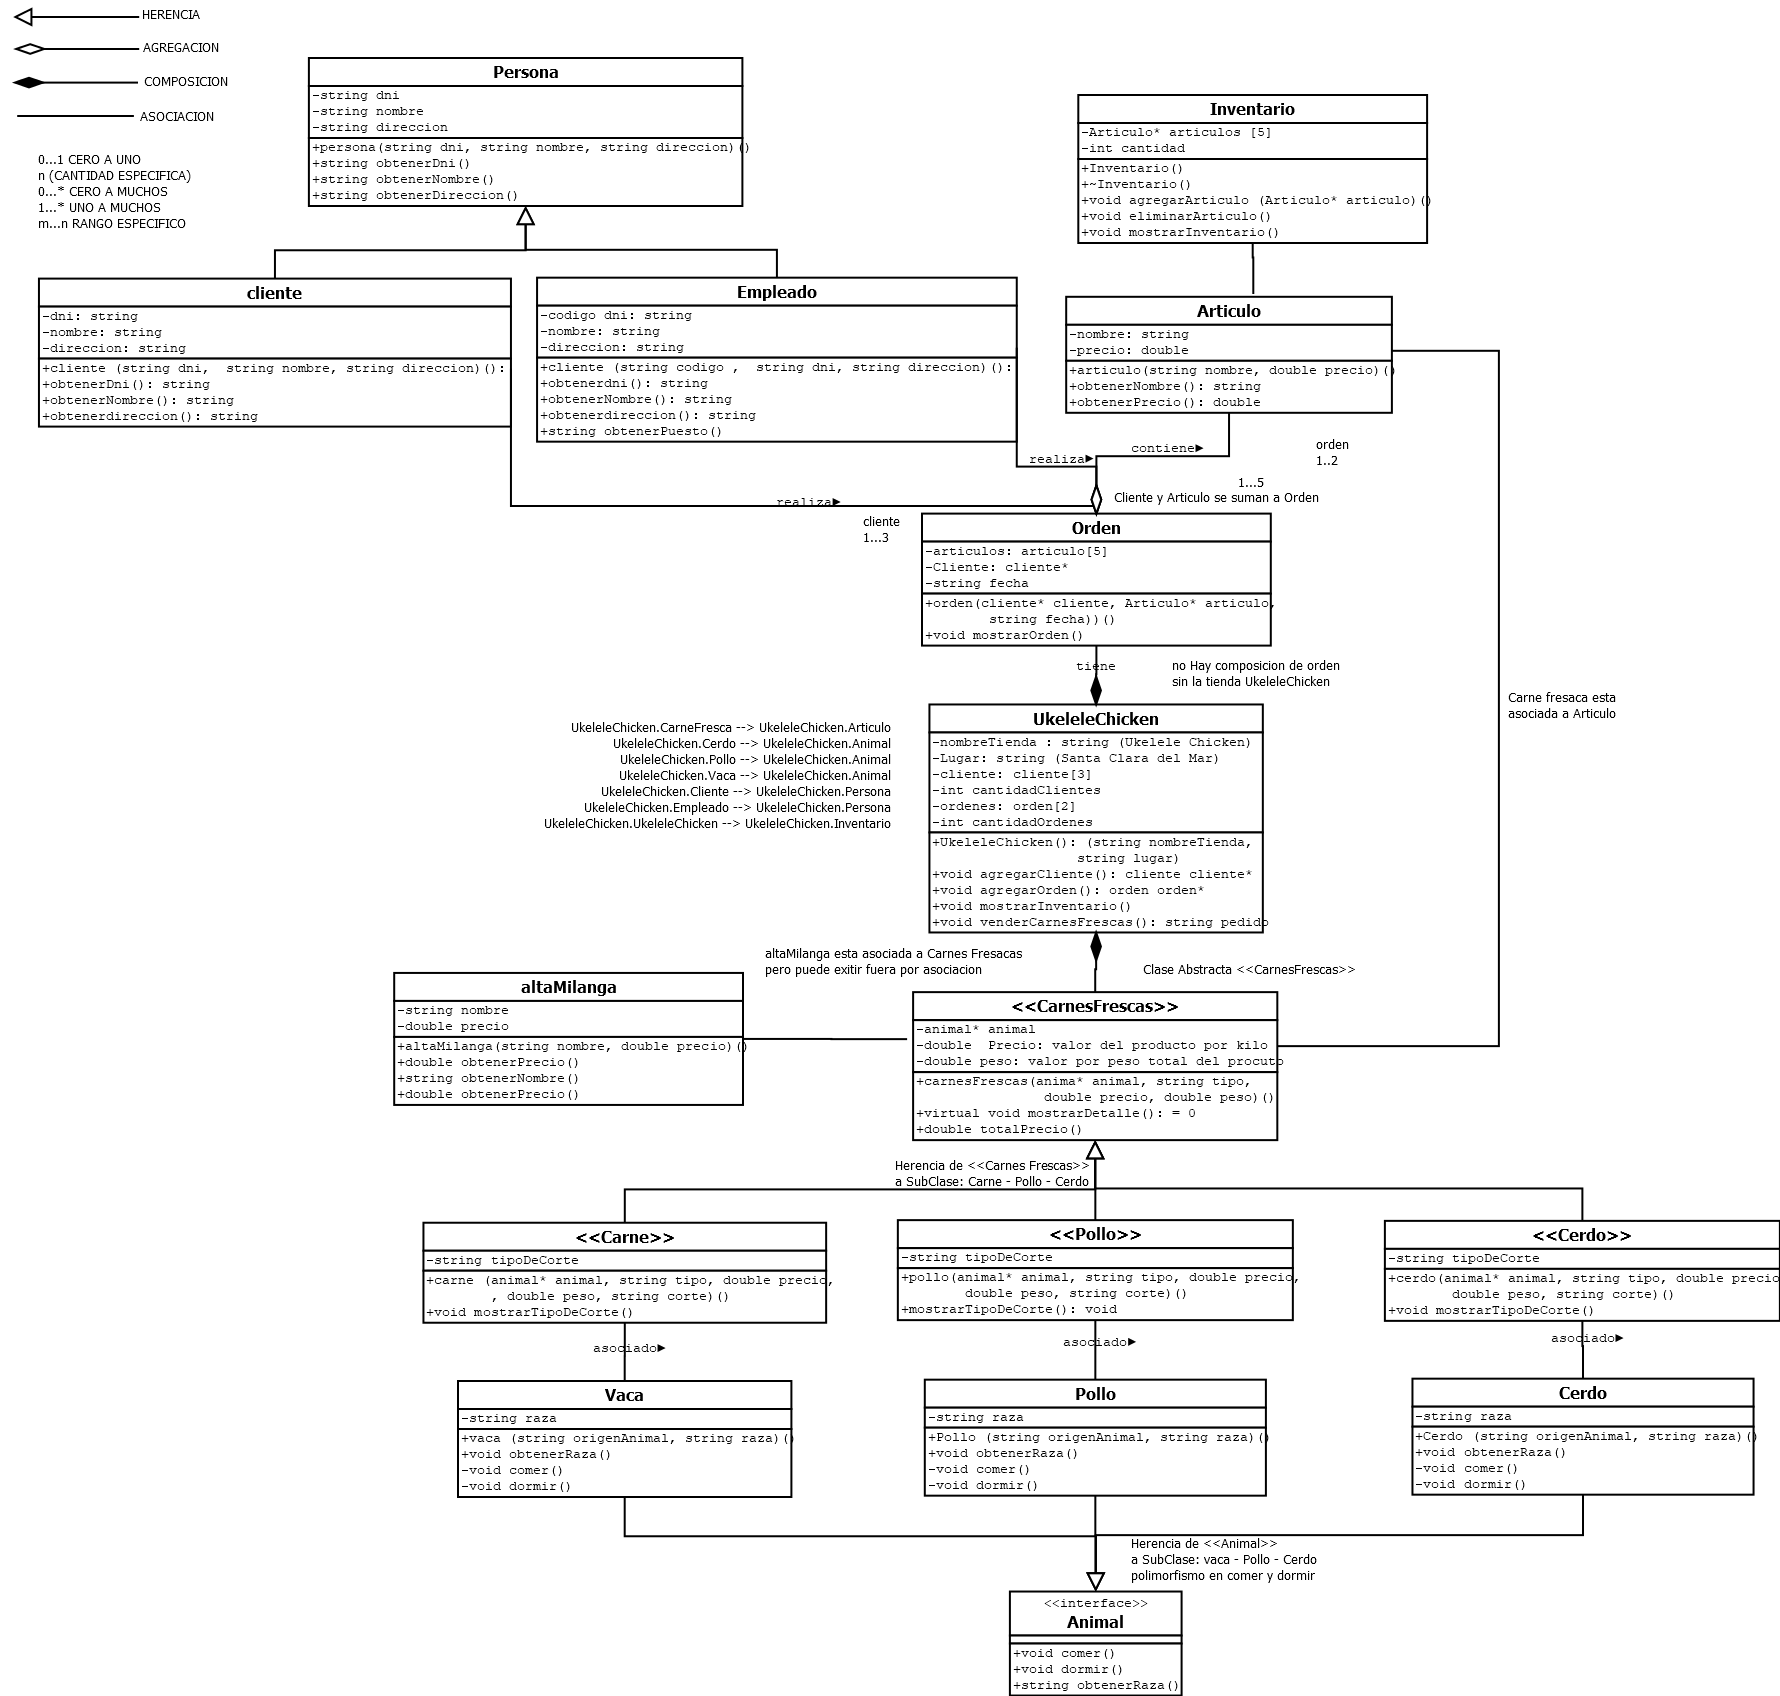 HERENCIA
AGREGACION
COMPOSICION
ASOCIACION
0...1 CERO A UNO
n (CANTIDAD ESPECIFICA)
0...* CERO A MUCHOS
1...* UNO A MUCHOS
m...n RANGO ESPECIFICO
Persona
-string dni
-string nombre
-string direccion
+persona(string dni, string nombre, string direccion)()
+string obtenerDni()
+string obtenerNombre()
+string obtenerDireccion()
Inventario
-Articulo* articulos [5]
-int cantidad
+Inventario()
+~Inventario()
+void agregarArticulo (Articulo* articulo)()
+void eliminarArticulo()
+void mostrarInventario()
cliente
-dni: string
-nombre: string
-direccion: string
+cliente (string dni,  string nombre, string direccion)():
+obtenerDni(): string
+obtenerNombre(): string
+obtenerdireccion(): string
Empleado
-codigo dni: string
-nombre: string
-direccion: string
+cliente (string codigo ,  string dni, string direccion)():
+obtenerdni(): string
+obtenerNombre(): string
+obtenerdireccion(): string
+string obtenerPuesto()
Articulo
-nombre: string
-precio: double
+articulo(string nombre, double precio)()
+obtenerNombre(): string
+obtenerPrecio(): double
realiza►
contiene►
orden
1..2
1...5
Cliente y Articulo se suman a Orden
realiza►
cliente
1...3
Orden
-articulos: articulo[5]
-Cliente: cliente*
-string fecha
+orden(cliente* cliente, Articulo* articulo,
string fecha))()
+void mostrarOrden()
tiene
no Hay composicion de orden
sin la tienda UkeleleChicken
Carne fresaca esta
asociada a Articulo
UkeleleChicken.CarneFresca --> UkeleleChicken.Articulo
UkeleleChicken.Cerdo --> UkeleleChicken.Animal
UkeleleChicken.Pollo --> UkeleleChicken.Animal
UkeleleChicken.Vaca --> UkeleleChicken.Animal
UkeleleChicken.Cliente --> UkeleleChicken.Persona
UkeleleChicken.Empleado --> UkeleleChicken.Persona
UkeleleChicken.UkeleleChicken --> UkeleleChicken.Inventario
UkeleleChicken
-nombreTienda : string (Ukelele Chicken)
-Lugar: string (Santa Clara del Mar)
-cliente: cliente[3]
-int cantidadClientes
-ordenes: orden[2]
-int cantidadOrdenes
+UkeleleChicken(): (string nombreTienda,
string lugar)
+void agregarCliente(): cliente cliente*
+void agregarOrden(): orden orden*
+void mostrarInventario()
+void venderCarnesFrescas(): string pedido
altaMilanga esta asociada a Carnes Fresacas
pero puede exitir fuera por asociacion
Clase Abstracta <<CarnesFrescas>>
altaMilanga
-string nombre
-double precio
+altaMilanga(string nombre, double precio)()
+double obtenerPrecio()
+string obtenerNombre()
+double obtenerPrecio()
<<CarnesFrescas>>
-animal* animal
-double  Precio: valor del producto por kilo
-double peso: valor por peso total del procuto
+carnesFrescas(anima* animal, string tipo,
double precio, double peso)()
+virtual void mostrarDetalle(): = 0
+double totalPrecio()
Herencia de <<Carnes Frescas>>
a SubClase: Carne - Pollo - Cerdo
<<Carne>>
-string tipoDeCorte
+carne (animal* animal, string tipo, double precio,
, double peso, string corte)()
+void mostrarTipoDeCorte()
<<Pollo>>
-string tipoDeCorte
+pollo(animal* animal, string tipo, double precio,
double peso, string corte)()
+mostrarTipoDeCorte(): void
<<Cerdo>>
-string tipoDeCorte
+cerdo(animal* animal, string tipo, double precio
double peso, string corte)()
+void mostrarTipoDeCorte()
asociado►
asociado►
asociado►
Vaca
-string raza
+vaca (string origenAnimal, string raza)()
+void obtenerRaza()
-void comer()
-void dormir()
Pollo
-string raza
+Pollo (string origenAnimal, string raza)()
+void obtenerRaza()
-void comer()
-void dormir()
Cerdo
-string raza
+Cerdo (string origenAnimal, string raza)()
+void obtenerRaza()
-void comer()
-void dormir()
Herencia de <<Animal>>
a SubClase: vaca - Pollo - Cerdo
polimorfismo en comer y dormir
<<interface>>
Animal
+void comer()
+void dormir()
+string obtenerRaza()